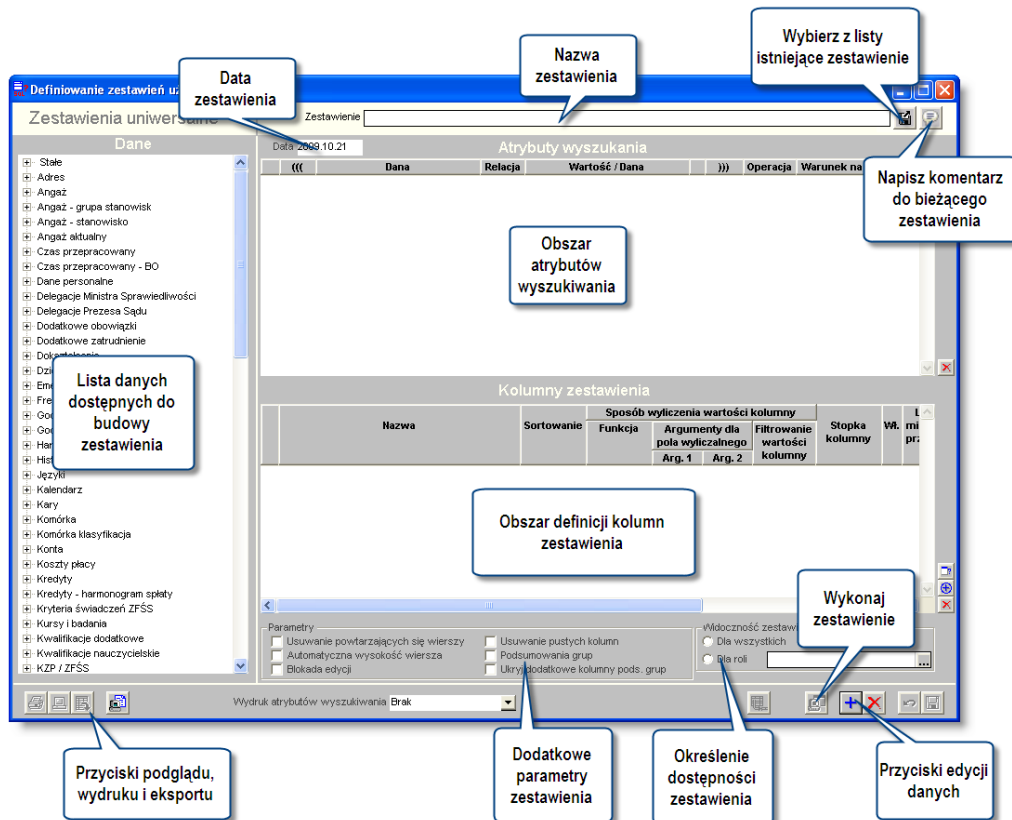 Wybierz z listy
istniejące zestawienie
Nazwa
zestawienia
Data
zestawienia
Definiowanie zestawień
Zestawienia uniwersalne
Zestawienie
Napisz komentarz
do bieżącego
zestawienia
Dane
Stałe
Adres
Angaż
Angaż - grupa stanowisk
Angaż - stanowisko
Angaż aktualny
Czas przepracowany
Czas przepracowany - BO
Dane personalne
Delegacje Ministra Sprawiedliwości
Delegacje Prezesa Sądu
Dodatkowe obowiązki
Dodatkowe zatrudnienie
Lista danych
dostępnych do
budowy
zestawienia
Języki
Kalendarz
Kary
Komórka
Komórka klasyfikacja
Konta
Koszty płacy
Kredyty
Kredyty - harmonogram spłaty
Kryteria świadczeń ZFŚS
Kursy i badania
Kwalifikacje dodatkowe
Kwalifikacje nauczycielskie
KZP / ZFŚS
Data 2009.10.21
Atrybuty wyszukania
((( Dana Relacja Wartość / Dana ))) Operacja Warunek na
Obszar
atrybutów
wyszukiwania
Kolumny zestawienia
Nazwa Sortowanie Sposób wyliczenia wartości kolumny Stopka kolumny Wł.
Funkcja Argumenty dla pola wyliczalnego Filtrowanie wartości kolumny
Arg. 1 Arg. 2
Obszar definicji kolumn
zestawienia
Wykonaj
zestawienie
Parametry
Usuwanie powtarzających się wierszy
Automatyczna wysokość wiersza
Blokada edycji
Usuwanie pustych kolumn
Podsumowania grup
Ukryj dodatkowe kolumny pods. grup
Widoczność
Dla wszystkich
Dla roli
...
Wydruk atrybutów wyszukiwania Brak
Przyciski podglądu,
wydruku i eksportu
Dodatkowe
parametry
zestawienia
Określenie
dostępności
zestawienia
Przyciski edycji
danych